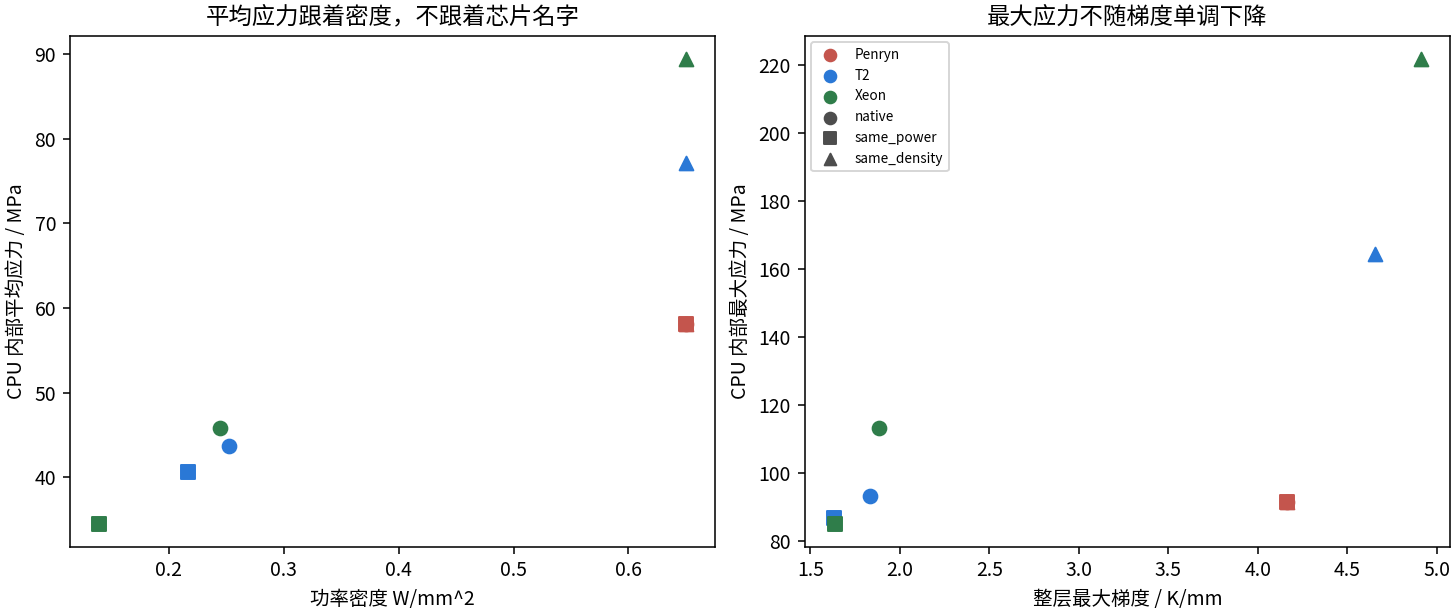 平均应力跟着密度，不跟着芯片名字
CPU 内部平均应力 / MPa
90
80
70
60
50
40
0.2 0.3 0.4 0.5 0.6
功率密度 W/mm^2
最大应力不随梯度单调下降
CPU 内部最大应力 / MPa
220
200
180
160
140
120
100
80
Penryn
T2
Xeon
native
same_power
same_density
1.5 2.0 2.5 3.0 3.5 4.0 4.5 5.0
整层最大梯度 / K/mm